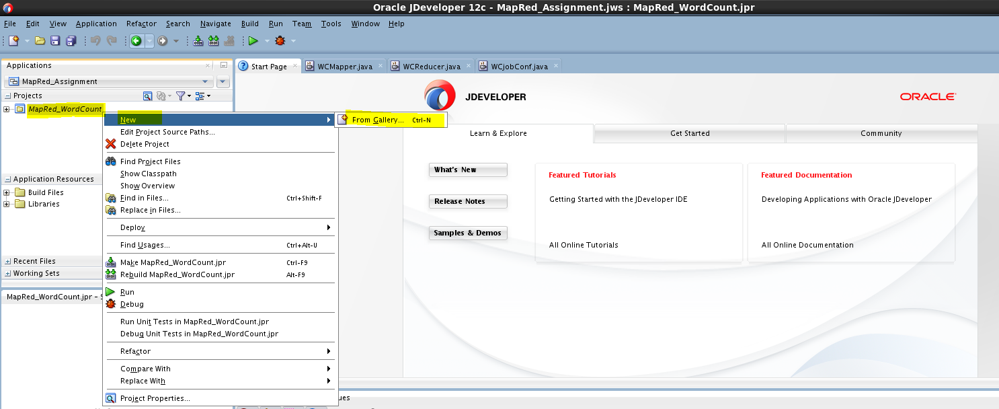 Oracle JDeveloper 12c - MapRed_Assignment.jws : MapRed_WordCount.jpr
File Edit View Application Refactor Search Navigate Build Run Team Tools Window Help
Applications
MapRed_Assignment
Projects
MapRed_WordCount
Application Resources
Build Files
Libraries
Recent Files
Working Sets
MapRed_WordCount.jpr -
New
Edit Project Source Paths...
Delete Project
Find Project Files
Show Classpath
Show Overview
Find in Files... Ctrl+Shift-F
Replace in Files...
Deploy
Find Usages... Ctrl+Alt-U
Make MapRed_WordCount.jpr Ctrl-F9
Rebuild MapRed_WordCount.jpr Alt-F9
Run
Debug
Run Unit Tests in MapRed_WordCount.jpr
Debug Unit Tests in MapRed_WordCount.jpr
Refactor
Compare With
Replace With
Project Properties...
From Gallery... Ctrl-N
Start Page WCMapper.java WCReducer.java WCjobConf.java
JDEVELOPER
ORACLE
Learn & Explore Get Started Community
What's New
Release Notes
Samples & Demos
Featured Tutorials
Getting Started with the JDeveloper IDE
All Online Tutorials
Featured Documentation
Developing Applications with Oracle JDeveloper
All Online Documentation